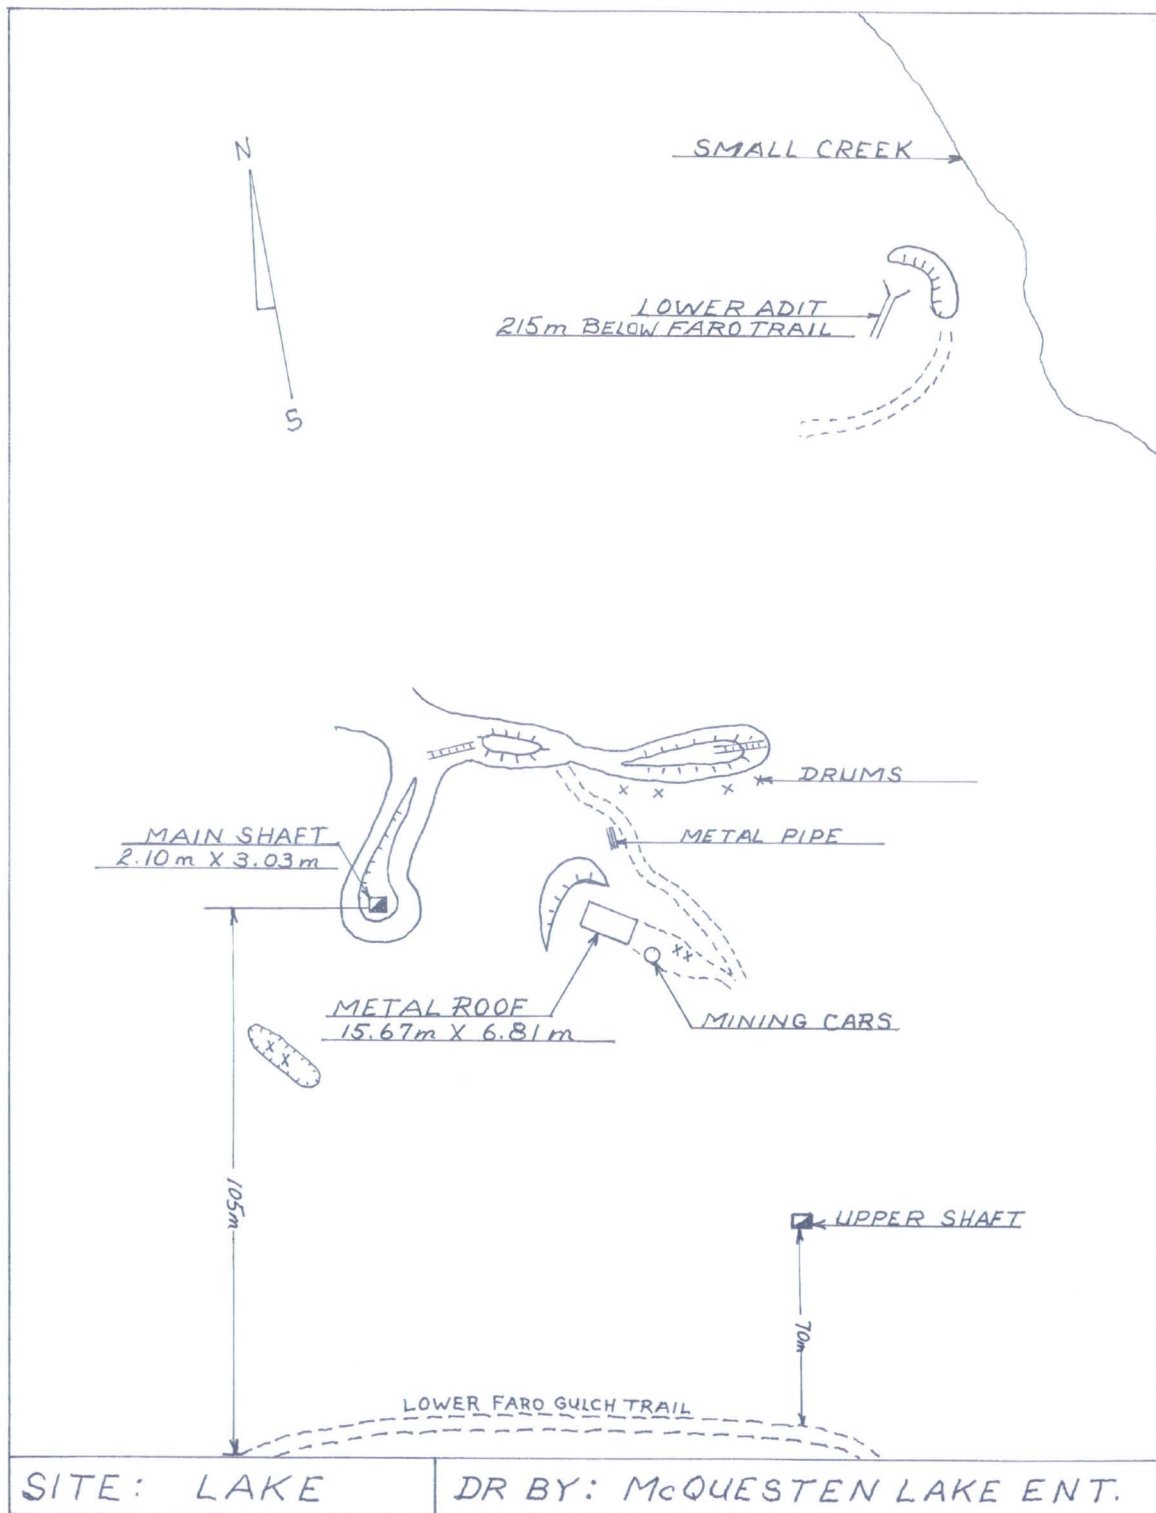 N
SMALL CREEK
LOWER ADIT
215m BELOW FARO TRAIL
S
DRUMS
MAIN SHAFT
2.10m X 3.03m
METAL PIPE
METAL ROOF
15.67m X 6.81m
MINING CARS
105m
UPPER SHAFT
70m
LOWER FARO GULCH TRAIL
SITE: LAKE
DR BY: McQUESTEN LAKE ENT.